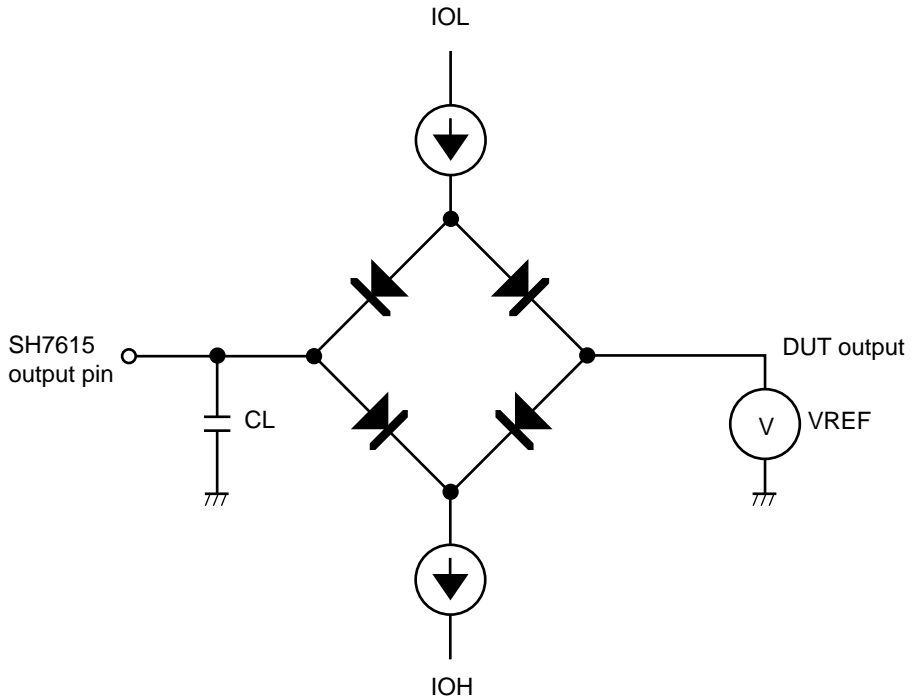 IOL
SH7615
output pin
CL
DUT output
V
VREF
IOH